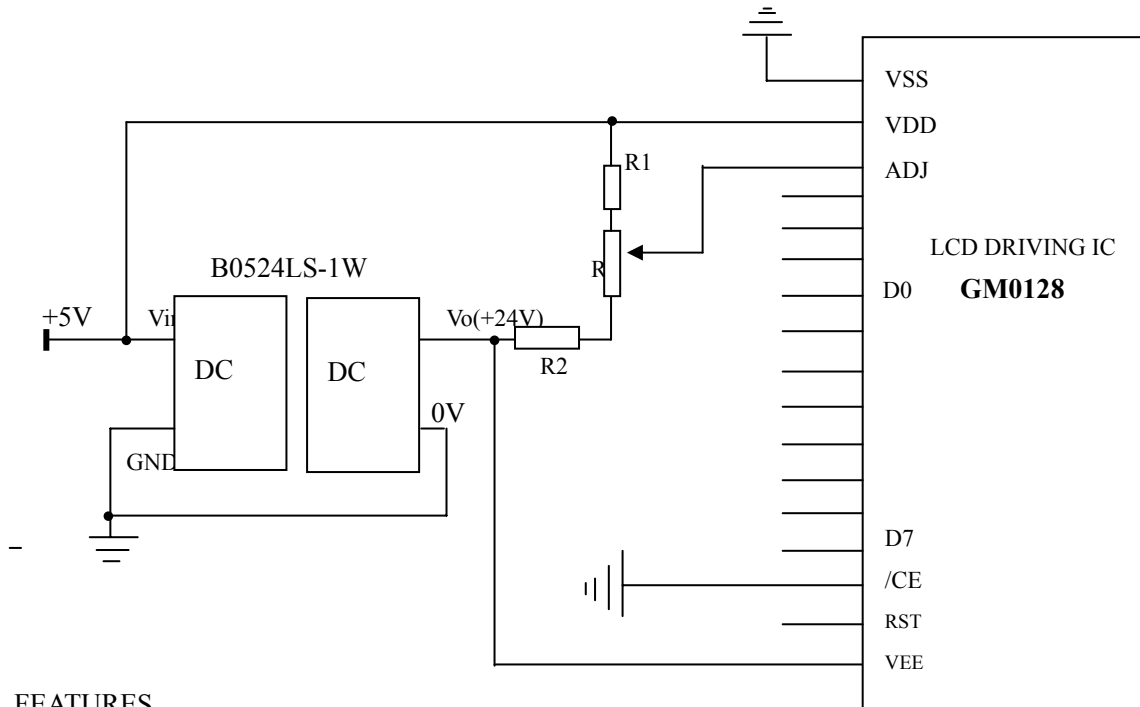 VSS
VDD
R1
ADJ
LCD DRIVING IC
B0524LS-1W
R
D0 GM0128
+5V
Vo(+24V)
DC
DC
R2
0V
GND
D7
/CE
RST
VEE